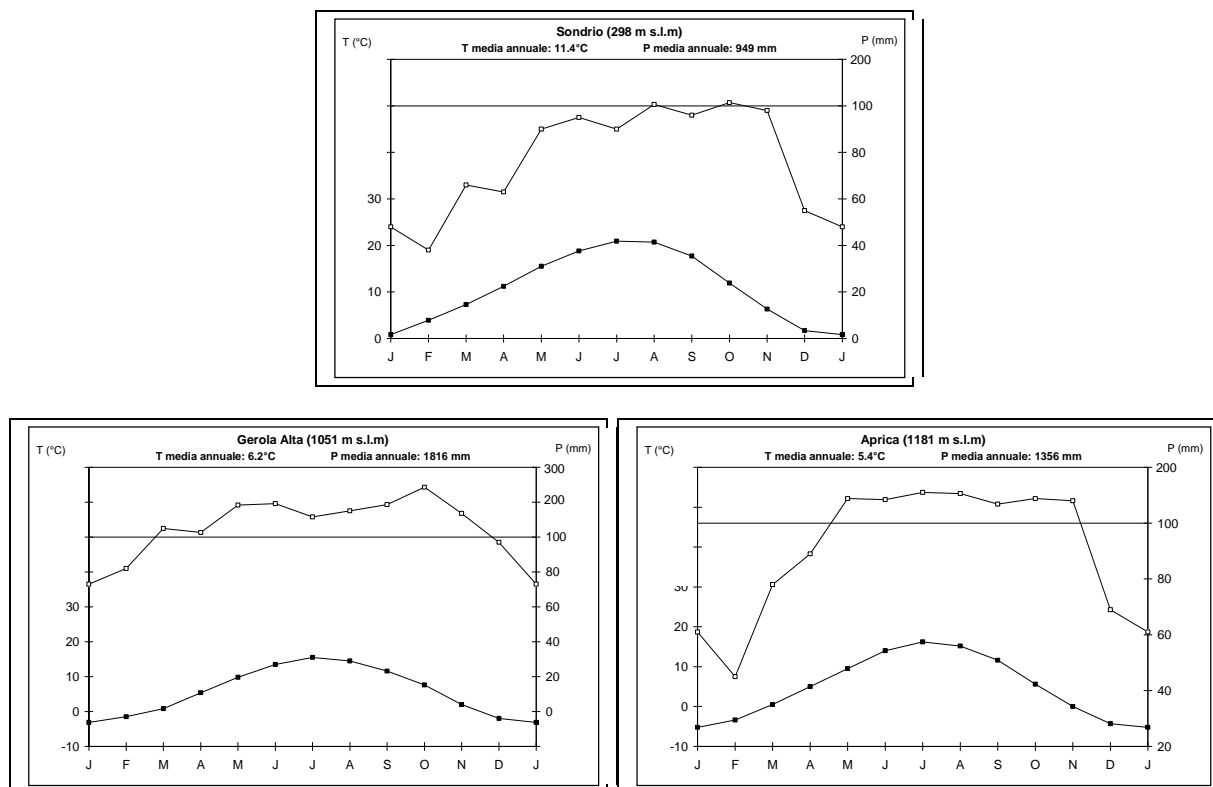 Sondrio (298 m s.l.m)
T (°C)
P (mm)
T media annuale: 11.4°C P media annuale: 949 mm
200
100
80
30 60
20 40
10 20
0 0
J F M A M J J A S O N D J
Gerola Alta (1051 m s.l.m)
T (°C)
P (mm)
T media annuale: 6.2°C P media annuale: 1816 mm
300
200
100
80
30 60
20 40
10 20
0 0
-10
J F M A M J J A S O N D J
Aprica (1181 m s.l.m)
T (°C)
P (mm)
T media annuale: 5.4°C P media annuale: 1356 mm
200
100
80
30
20 60
10
40
0
-10 20
J F M A M J J A S O N D J